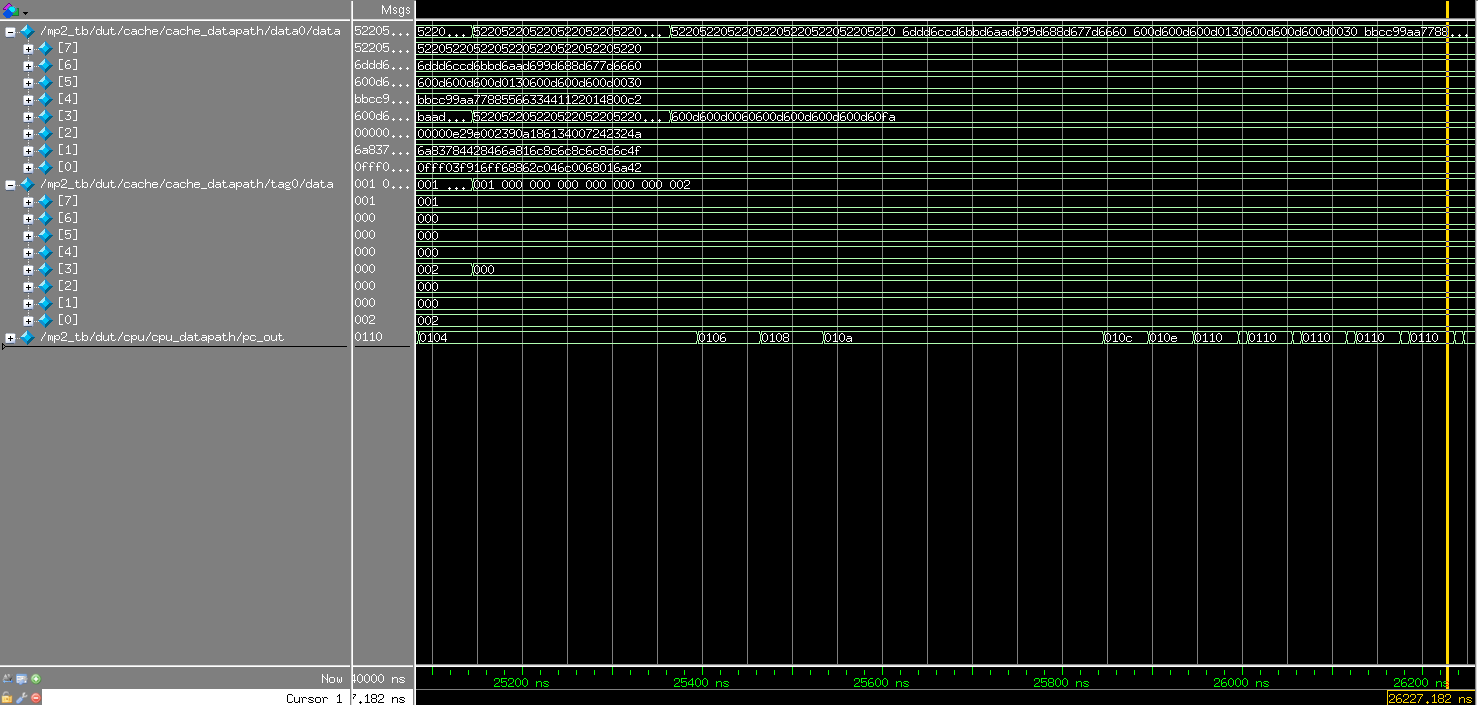 Msgs
/mp2_tb/dut/cache/cache_datapath/data0/data 52205... 5220... 522052205220522052205220... 52205220522052205220522052205220 6ddd6ccd6bbd6aad699d688d677d6660 600d600d600d0130600d600d600d0030 bbcc99aa7788...
[7] 52205... 52205220522052205220522052205220
[6] 6ddd6... 6ddd6ccd6bbd6aad699d688d677d6660
[5] 600d6... 600d600d600d0130600d600d600d0030
[4] bbcc9... bbcc99aa7788556633441122014800c2
[3] 600d6... baad... 522052205220522052205220... 600d600d0060600d600d600d600d60fa
[2] 00000... 00000e29e002390a186134007242324a
[1] 6a837... 6a83784428466a816c8c6c8c6c8c6c4f
[0] 0fff0... 0fff03f916ff68862c046c0068016a42
/mp2_tb/dut/cache/cache_datapath/tag0/data 001 0... 001 ... 001 000 000 000 000 000 000 002
[7] 001 001
[6] 000 000
[5] 000 000
[4] 000 000
[3] 000 002 000
[2] 000 000
[1] 000 000
[0] 002 002
/mp2_tb/dut/cpu/cpu_datapath/pc_out 0110 0104 0106 0108 010a 010c 010e 0110 0110 0110 0110 0110
Now 40000 ns 25200 ns 25400 ns 25600 ns 25800 ns 26000 ns 26200 ns
Cursor 1 7.182 ns 26227.182 ns